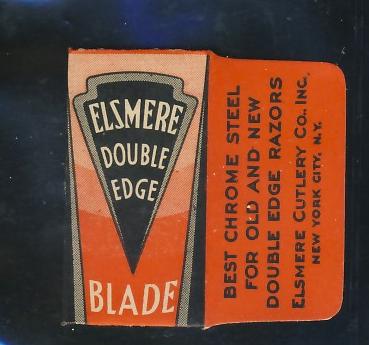 ELSMERE
DOUBLE
EDGE
BLADE
BEST CHROME STEEL
FOR OLD AND NEW
DOUBLE EDGE RAZORS
ELSMERE CUTLERY CO., INC.
NEW YORK CITY, N.Y.